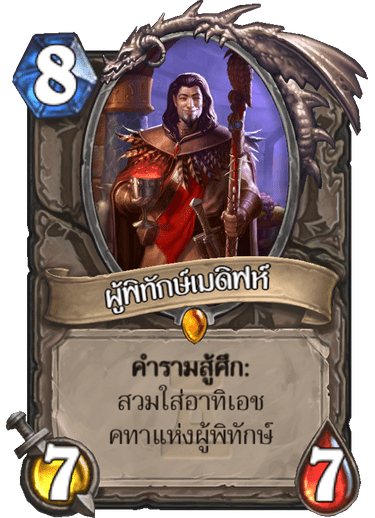 8
ผู้พิทักษ์เมดิฟห์
คำรามสู้ศึก:
สวมใส่อาทิเอช
คทาแห่งผู้พิทักษ์
7
7